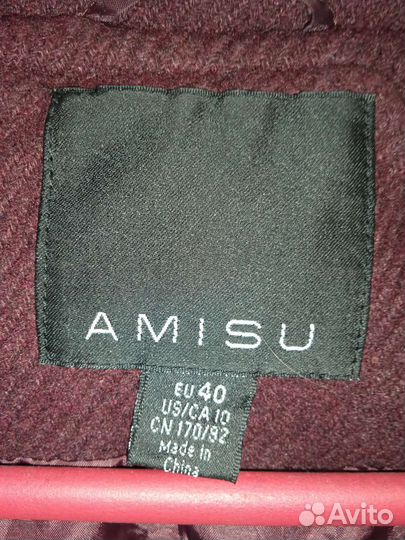 AMISU
EU 40
US/CA 10
CN 170/92
Made in
China
Avito